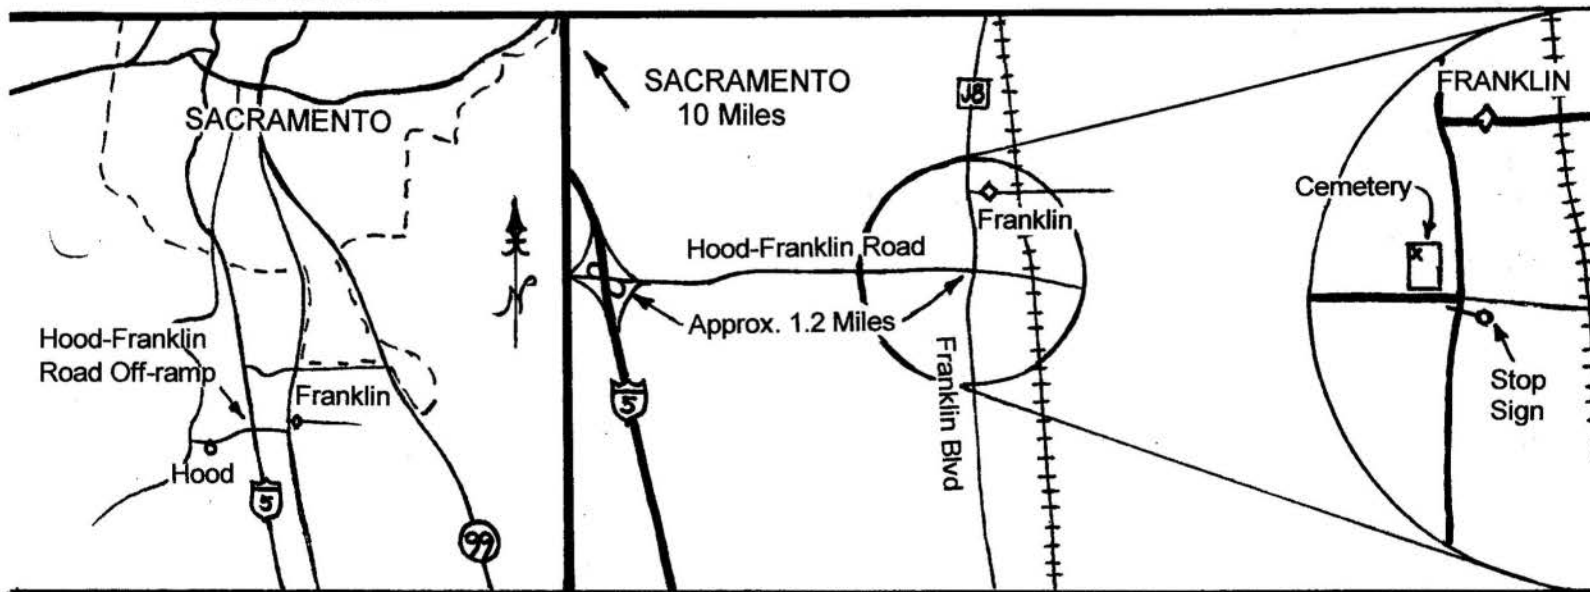 SACRAMENTO
N
Hood-Franklin
Road Off-ramp
Franklin
Hood
5
99
SACRAMENTO
10 Miles
J8
Franklin
Hood-Franklin Road
Approx. 1.2 Miles
5
Franklin Blvd
FRANKLIN
Cemetery
x
Stop
Sign